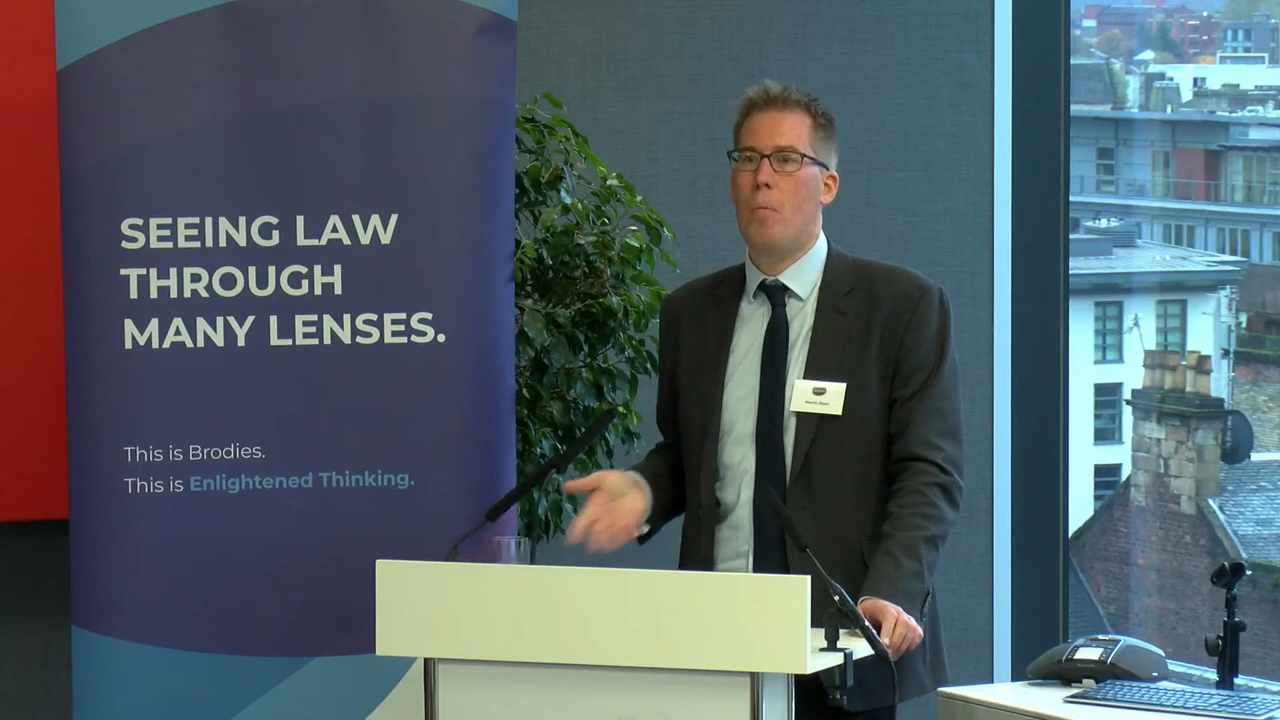 SEEING LAW
THROUGH
MANY LENSES.
This is Brodies.
This is Enlightened Thinking.